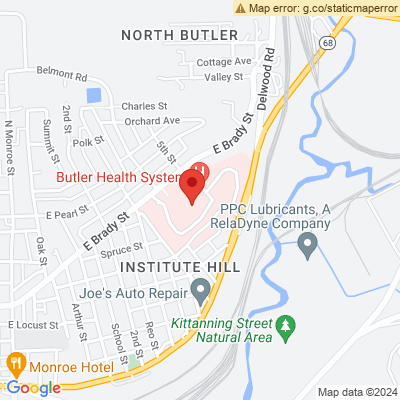 Map error: g.co/staticmaperror
NORTH BUTLER
68
Cottage Ave
Belmont Rd
Valley St
Delwood Rd
Charles St
Orchard Ave
2nd St
N Monroe St
Summit St
Polk St
5th St
E Brady St
Butler Health System
E Pearl St
E Brady St
PPC Lubricants, A
RelaDyne Company
Oak St
Spruce St
INSTITUTE HILL
Joe's Auto Repair
Arthur St
E Locust St
School St
2nd St
Reo St
Kittanning Street
Natural Area
Monroe Hotel
Google
Map data ©2024